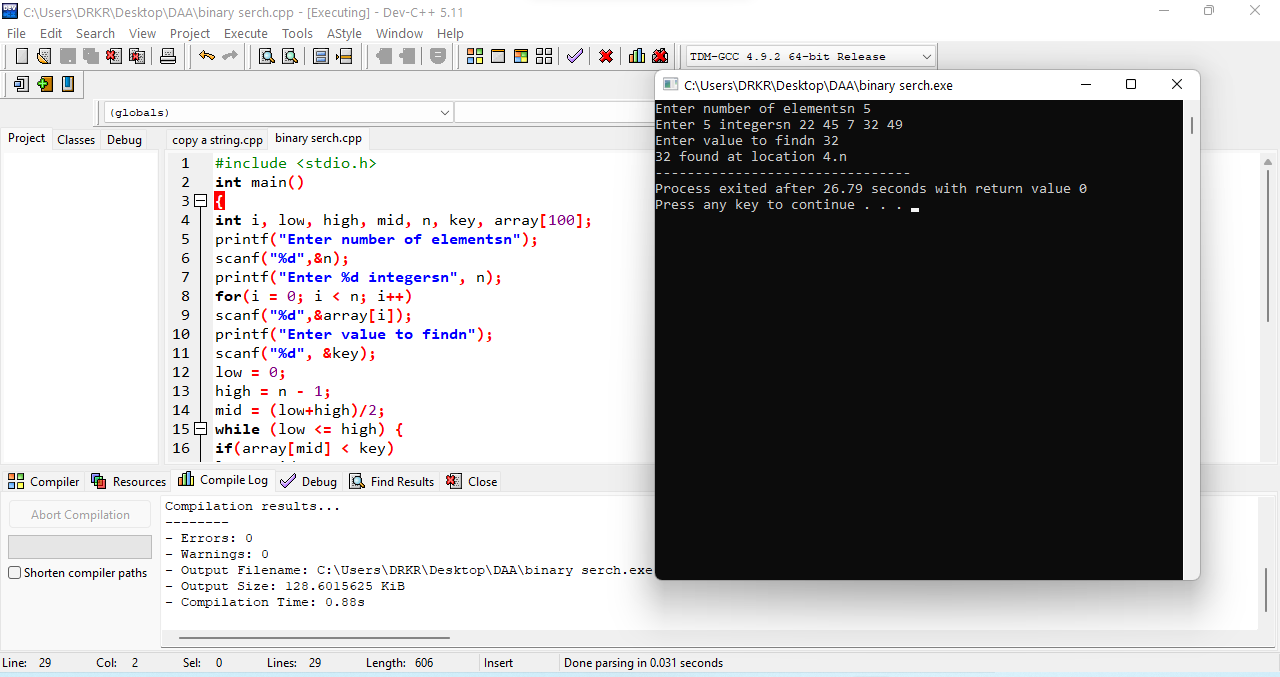 C:\Users\DRKR\Desktop\DAA\binary serch.cpp - [Executing] - Dev-C++ 5.11
File Edit Search View Project Execute Tools AStyle Window Help
TDM-GCC 4.9.2 64-bit Release
(globals)
Project Classes Debug
copy a string.cpp binary serch.cpp
1 #include <stdio.h>
2 int main()
3 {
4 int i, low, high, mid, n, key, array[100];
5 printf("Enter number of elementsn");
6 scanf("%d",&n);
7 printf("Enter %d integersn", n);
8 for(i = 0; i < n; i++)
9 scanf("%d",&array[i]);
10 printf("Enter value to findn");
11 scanf("%d", &key);
12 low = 0;
13 high = n - 1;
14 mid = (low+high)/2;
15 while (low <= high) {
16 if(array[mid] < key)
C:\Users\DRKR\Desktop\DAA\binary serch.exe
Enter number of elementsn 5
Enter 5 integersn 22 45 7 32 49
Enter value to findn 32
32 found at location 4.n
--------------------------------
Process exited after 26.79 seconds with return value 0
Press any key to continue . . .
Compiler Resources Compile Log Debug Find Results Close
Abort Compilation
Shorten compiler paths
Compilation results...
--------
- Errors: 0
- Warnings: 0
- Output Filename: C:\Users\DRKR\Desktop\DAA\binary serch.exe
- Output Size: 128.6015625 KiB
- Compilation Time: 0.88s
Line: 29 Col: 2 Sel: 0 Lines: 29 Length: 606 Insert Done parsing in 0.031 seconds